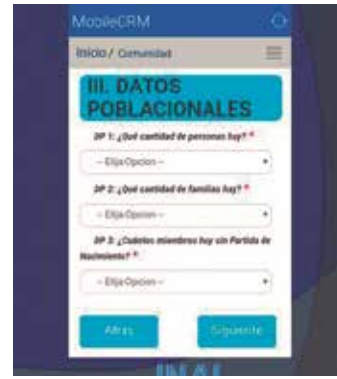 MobileCRM
Inicio / Comunidad
III. DATOS
POBLACIONALES
DP 1: ¿Qué cantidad de personas hay? *
-- Elija Opcion --
DP 2: ¿Qué cantidad de familias hay? *
-- Elija Opcion --
DP 3: ¿Cuántos miembros hay sin Partida de
Nacimiento? *
-- Elija Opcion --
Atras Siguiente